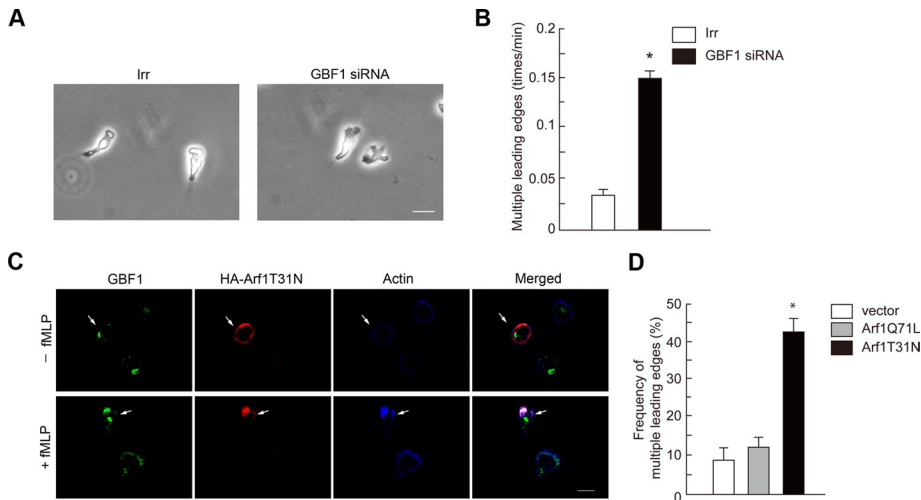 A
Irr
GBF1 siRNA
B
Multiple leading edges (times/min)
0.20
0.15
0.10
0.05
0
*
Irr
GBF1 siRNA
C
GBF1
HA-Arf1T31N
Actin
Merged
– fMLP
+ fMLP
D
Frequency of
multiple leading edges (%)
50
40
30
20
10
0
*
vector
Arf1Q71L
Arf1T31N